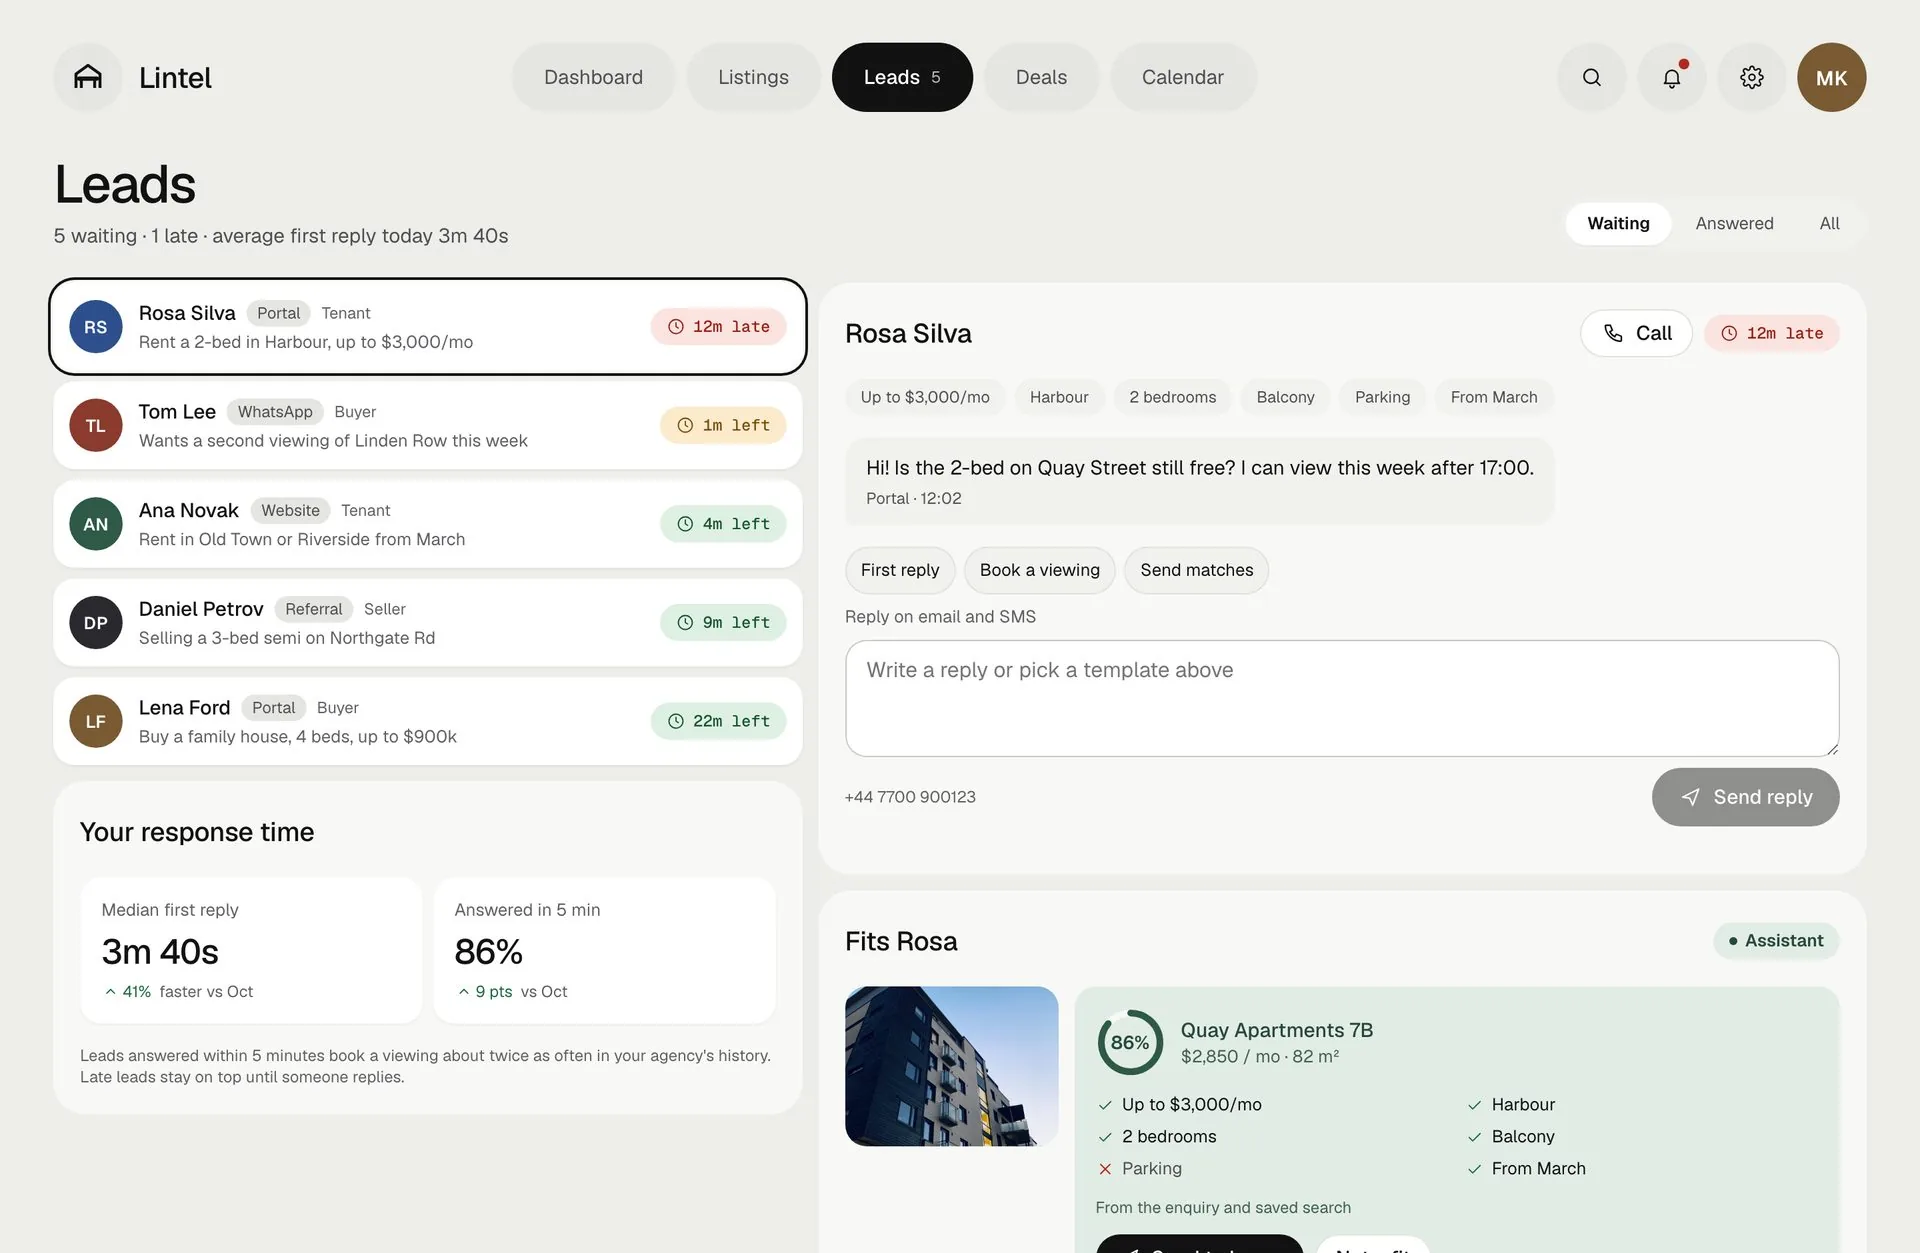 Lintel
Dashboard
Listings
Leads 5
Deals
Calendar
MK
Leads
5 waiting · 1 late · average first reply today 3m 40s
Waiting
Answered
All
RS
Rosa Silva Portal Tenant
Rent a 2-bed in Harbour, up to $3,000/mo
12m late
TL
Tom Lee WhatsApp Buyer
Wants a second viewing of Linden Row this week
1m left
AN
Ana Novak Website Tenant
Rent in Old Town or Riverside from March
4m left
DP
Daniel Petrov Referral Seller
Selling a 3-bed semi on Northgate Rd
9m left
LF
Lena Ford Portal Buyer
Buy a family house, 4 beds, up to $900k
22m left
Your response time
Median first reply
3m 40s
41% faster vs Oct
Answered in 5 min
86%
9 pts vs Oct
Leads answered within 5 minutes book a viewing about twice as often in your agency's history.
Late leads stay on top until someone replies.
Rosa Silva
Call
12m late
Up to $3,000/mo
Harbour
2 bedrooms
Balcony
Parking
From March
Hi! Is the 2-bed on Quay Street still free? I can view this week after 17:00.
Portal · 12:02
First reply
Book a viewing
Send matches
Reply on email and SMS
Write a reply or pick a template above
+44 7700 900123
Send reply
Fits Rosa
Assistant
86%
Quay Apartments 7B
$2,850 / mo · 82 m²
Up to $3,000/mo
Harbour
2 bedrooms
Balcony
Parking
From March
From the enquiry and saved search